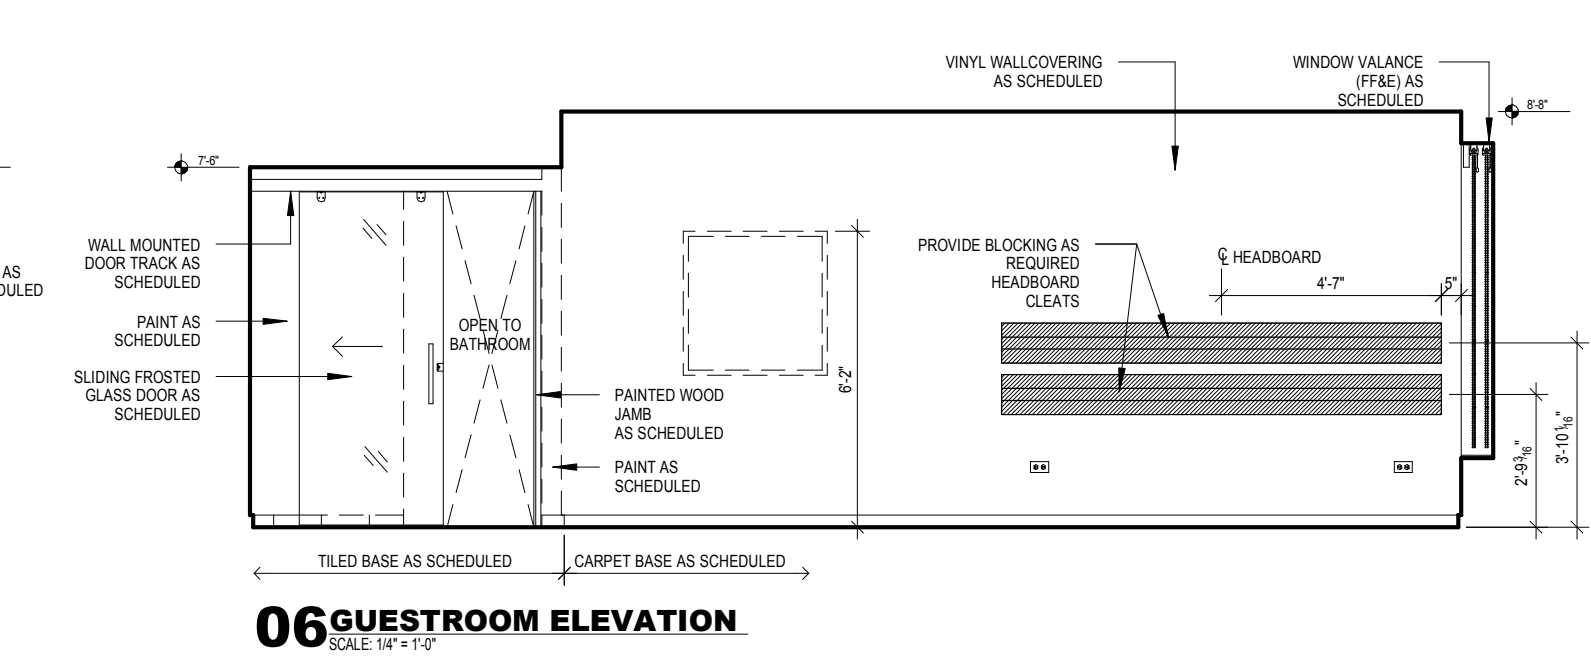 VINYL WALLCOVERING
AS SCHEDULED
WINDOW VALANCE
(FF&E) AS
SCHEDULED
8'-8"
7'-6"
AS
WALL MOUNTED
DOOR TRACK AS
SCHEDULED
PAINT AS
SCHEDULED
SLIDING FROSTED
GLASS DOOR AS
SCHEDULED
OPEN TO
BATHROOM
PAINTED WOOD
JAMB
AS SCHEDULED
PAINT AS
SCHEDULED
6'-2"
PROVIDE BLOCKING AS
REQUIRED
HEADBOARD
CLEATS
℄ HEADBOARD
4'-7"
5"
2'-9 3/16"
3'-10 1/16"
TILED BASE AS SCHEDULED
CARPET BASE AS SCHEDULED
06 GUESTROOM ELEVATION
SCALE: 1/4" = 1'-0"